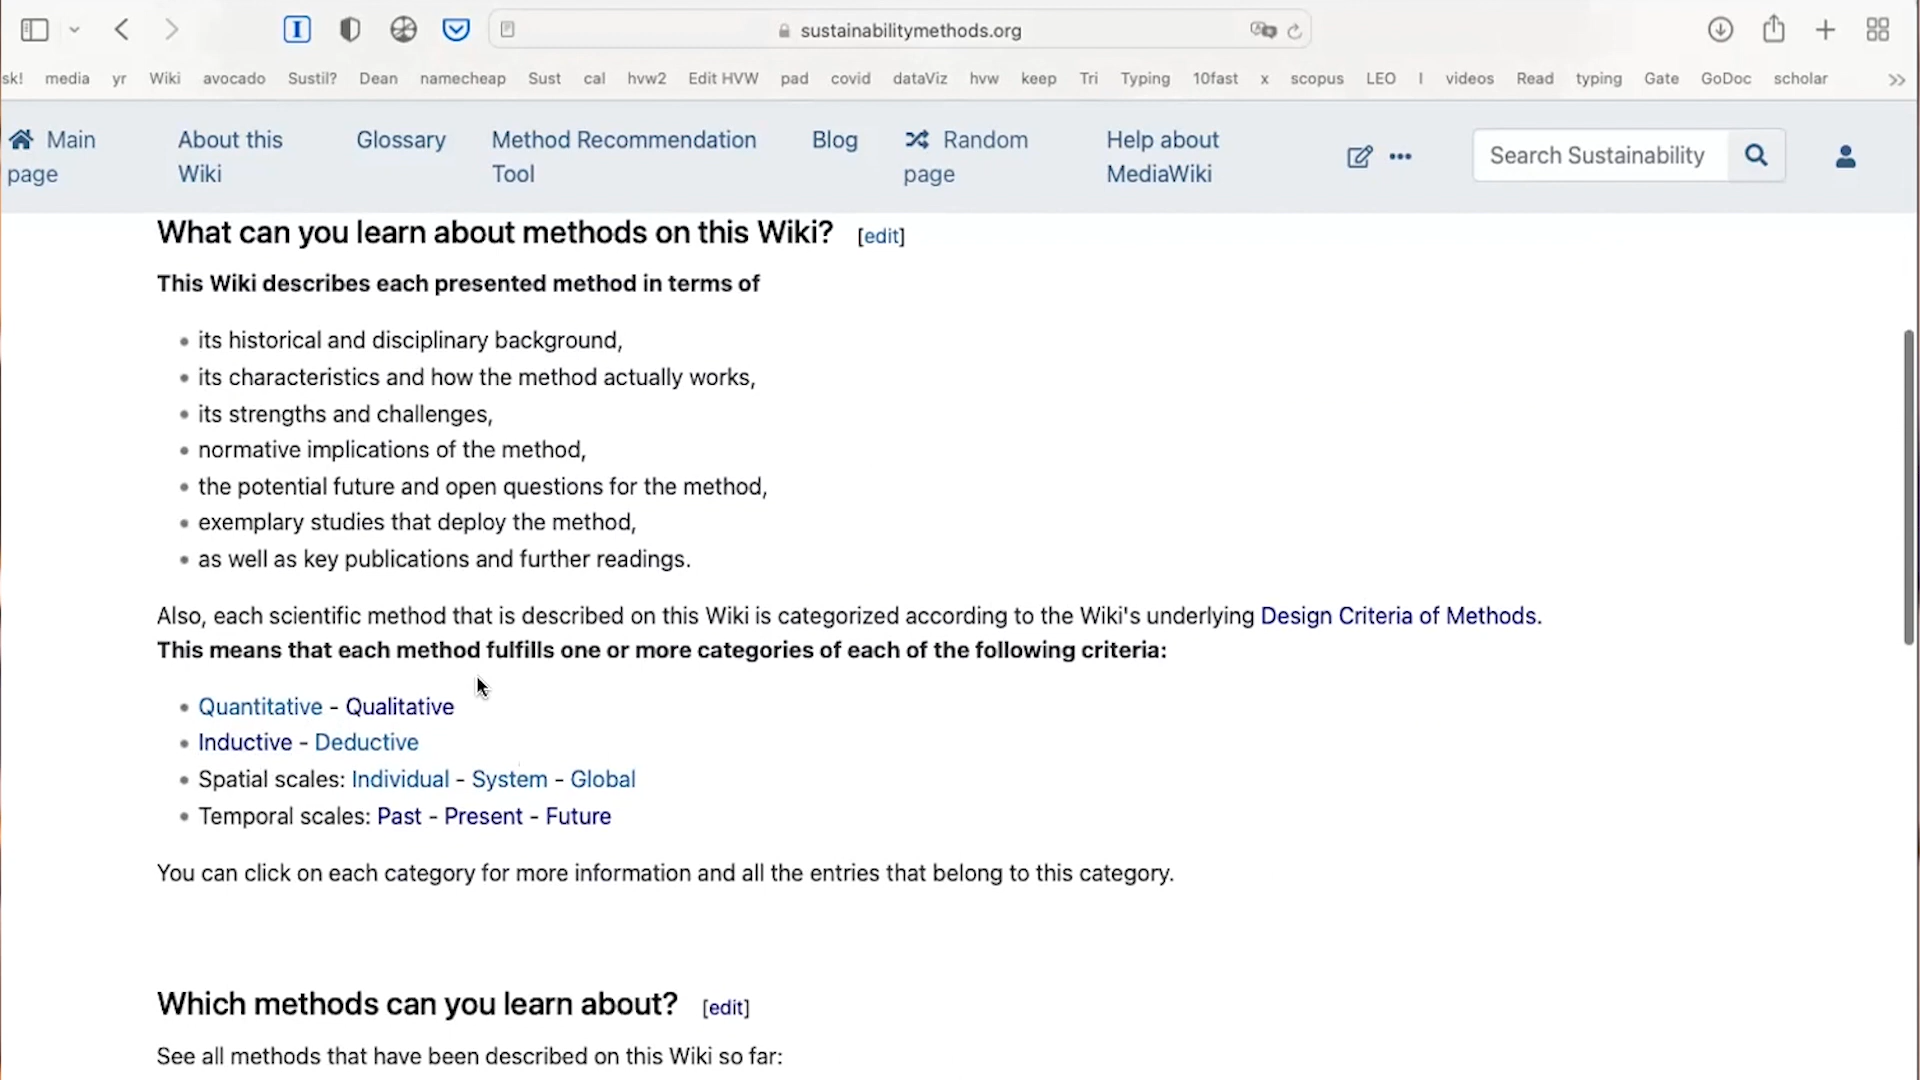 sustainabilitymethods.org
sk! media yr Wiki avocado Sustil? Dean namecheap Sust cal hvw2 Edit HVW pad covid dataViz hvw keep Tri Typing 10fast x scopus LEO I videos Read typing Gate GoDoc scholar
Main page
About this Wiki
Glossary
Method Recommendation Tool
Blog
Random page
Help about MediaWiki
Search Sustainability
What can you learn about methods on this Wiki? [edit]
This Wiki describes each presented method in terms of
its historical and disciplinary background,
its characteristics and how the method actually works,
its strengths and challenges,
normative implications of the method,
the potential future and open questions for the method,
exemplary studies that deploy the method,
as well as key publications and further readings.
Also, each scientific method that is described on this Wiki is categorized according to the Wiki's underlying Design Criteria of Methods.
This means that each method fulfills one or more categories of each of the following criteria:
Quantitative - Qualitative
Inductive - Deductive
Spatial scales: Individual - System - Global
Temporal scales: Past - Present - Future
You can click on each category for more information and all the entries that belong to this category.
Which methods can you learn about? [edit]
See all methods that have been described on this Wiki so far: